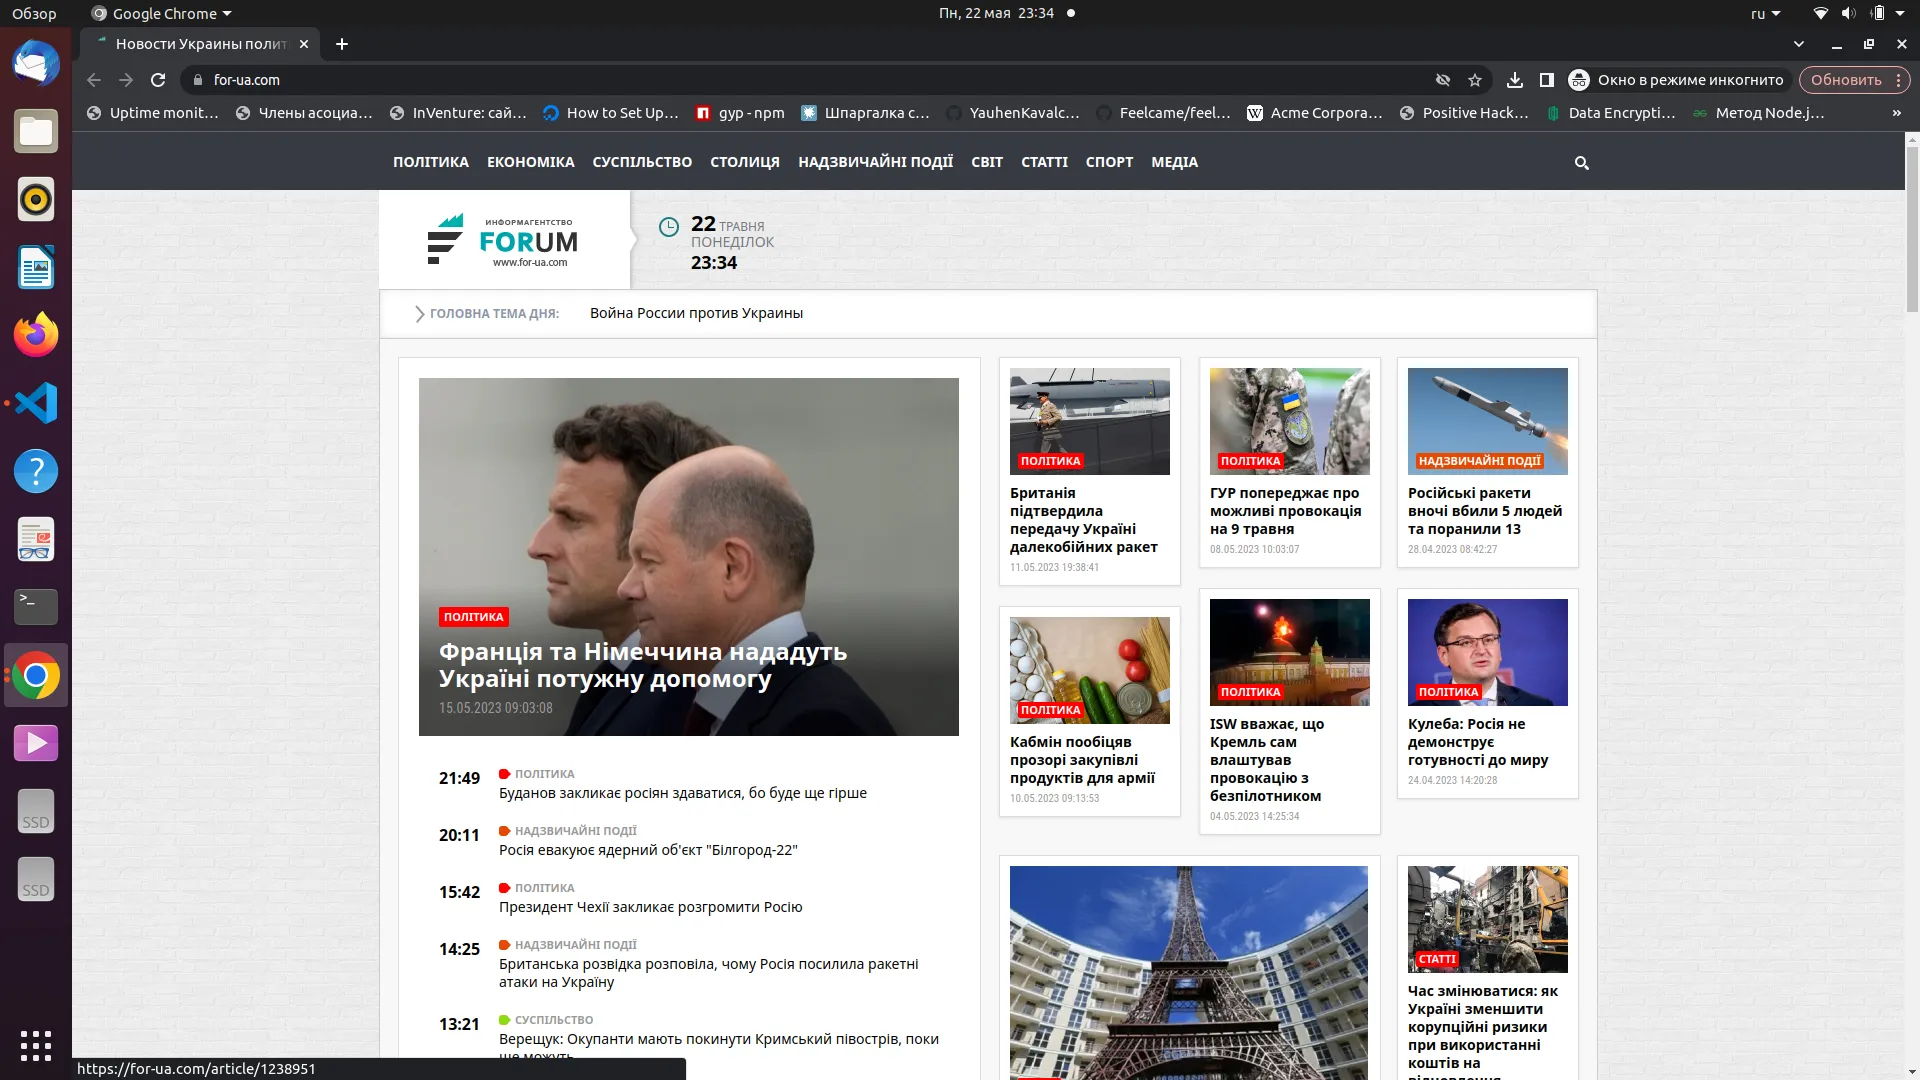 Обзор
Google Chrome
Пн, 22 мая 23:34
ru
Новости Украины полит
for-ua.com
Окно в режиме инкогнито
Обновить
Uptime monit…
Члены асоциа…
InVenture: сай…
How to Set Up…
gyp - npm
Шпаргалка с…
YauhenKavalc…
Feelcame/feel…
Acme Corpora…
Positive Hack…
Data Encrypti…
Метод Node.j…
»
ПОЛІТИКА
ЕКОНОМІКА
СУСПІЛЬСТВО
СТОЛИЦЯ
НАДЗВИЧАЙНІ ПОДІЇ
СВІТ
СТАТТІ
СПОРТ
МЕДІА
ИНФОРМАГЕНТСТВО
FORUM
www.for-ua.com
22 ТРАВНЯ
ПОНЕДІЛОК
23:34
ГОЛОВНА ТЕМА ДНЯ:
Война России против Украины
ПОЛІТИКА
Франція та Німеччина нададуть
Україні потужну допомогу
15.05.2023 09:03:08
21:49
ПОЛІТИКА
Буданов закликає росіян здаватися, бо буде ще гірше
20:11
НАДЗВИЧАЙНІ ПОДІЇ
Росія евакуює ядерний об'єкт "Білгород-22"
15:42
ПОЛІТИКА
Президент Чехії закликає розгромити Росію
14:25
НАДЗВИЧАЙНІ ПОДІЇ
Британська розвідка розповіла, чому Росія посилила ракетні
атаки на Україну
13:21
СУСПІЛЬСТВО
Верещук: Окупанти мають покинути Кримський півострів, поки
ще можуть
ПОЛІТИКА
Британія
підтвердила
передачу Україні
далекобійних ракет
11.05.2023 19:38:41
ПОЛІТИКА
ГУР попереджає про
можливі провокація
на 9 травня
08.05.2023 10:03:07
НАДЗВИЧАЙНІ ПОДІЇ
Російські ракети
вночі вбили 5 людей
та поранили 13
28.04.2023 08:42:27
ПОЛІТИКА
Кабмін пообіцяв
прозорі закупівлі
продуктів для армії
10.05.2023 09:13:53
ПОЛІТИКА
ISW вважає, що
Кремль сам
влаштував
провокацію з
безпілотником
04.05.2023 14:25:34
ПОЛІТИКА
Кулеба: Росія не
демонструє
готувності до миру
24.04.2023 14:20:28
СТАТТІ
Час змінюватися: як
Україні зменшити
корупційні ризики
при використанні
коштів на
SSD
SSD
https://for-ua.com/article/1238951